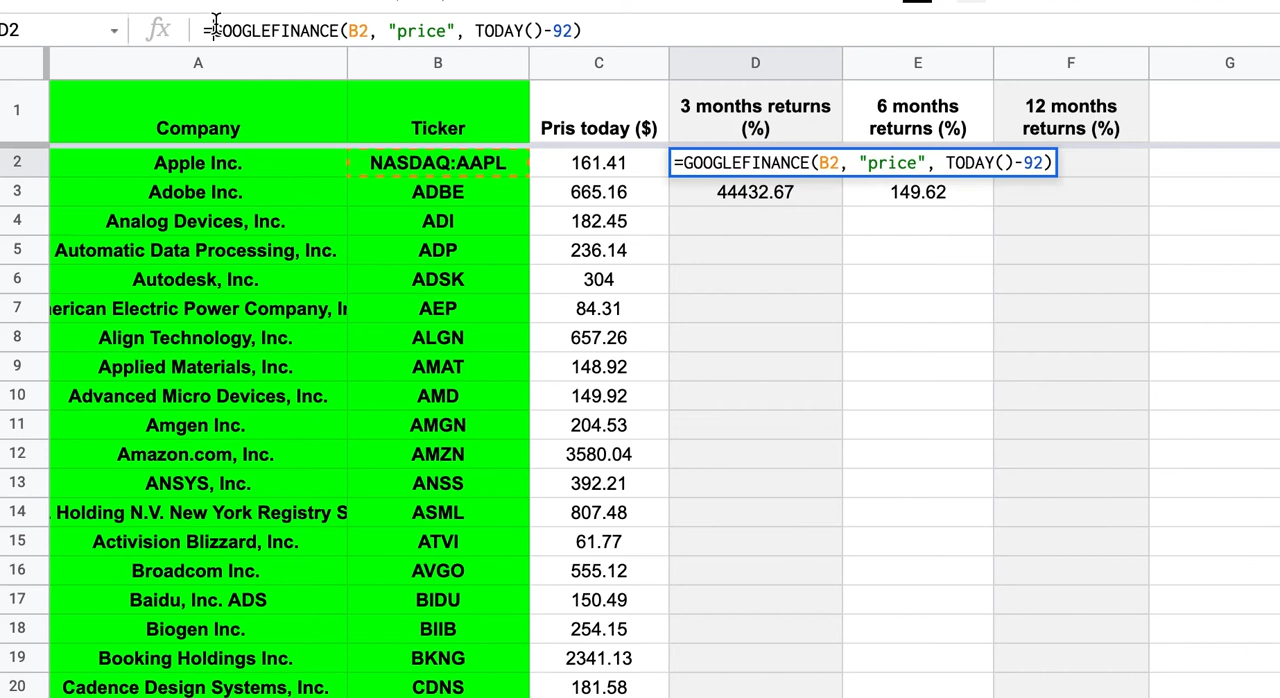 D2 fx =GOOGLEFINANCE(B2, "price", TODAY()-92)
A B C D E F G
1 Company Ticker Pris today ($) 3 months returns (%) 6 months returns (%) 12 months returns (%)
2 Apple Inc. NASDAQ:AAPL 161.41 =GOOGLEFINANCE(B2, "price", TODAY()-92)
3 Adobe Inc. ADBE 665.16 44432.67 149.62
4 Analog Devices, Inc. ADI 182.45
5 Automatic Data Processing, Inc. ADP 236.14
6 Autodesk, Inc. ADSK 304
7 erican Electric Power Company, In AEP 84.31
8 Align Technology, Inc. ALGN 657.26
9 Applied Materials, Inc. AMAT 148.92
10 Advanced Micro Devices, Inc. AMD 149.92
11 Amgen Inc. AMGN 204.53
12 Amazon.com, Inc. AMZN 3580.04
13 ANSYS, Inc. ANSS 392.21
14 . Holding N.V. New York Registry S ASML 807.48
15 Activision Blizzard, Inc. ATVI 61.77
16 Broadcom Inc. AVGO 555.12
17 Baidu, Inc. ADS BIDU 150.49
18 Biogen Inc. BIIB 254.15
19 Booking Holdings Inc. BKNG 2341.13
20 Cadence Design Systems, Inc. CDNS 181.58